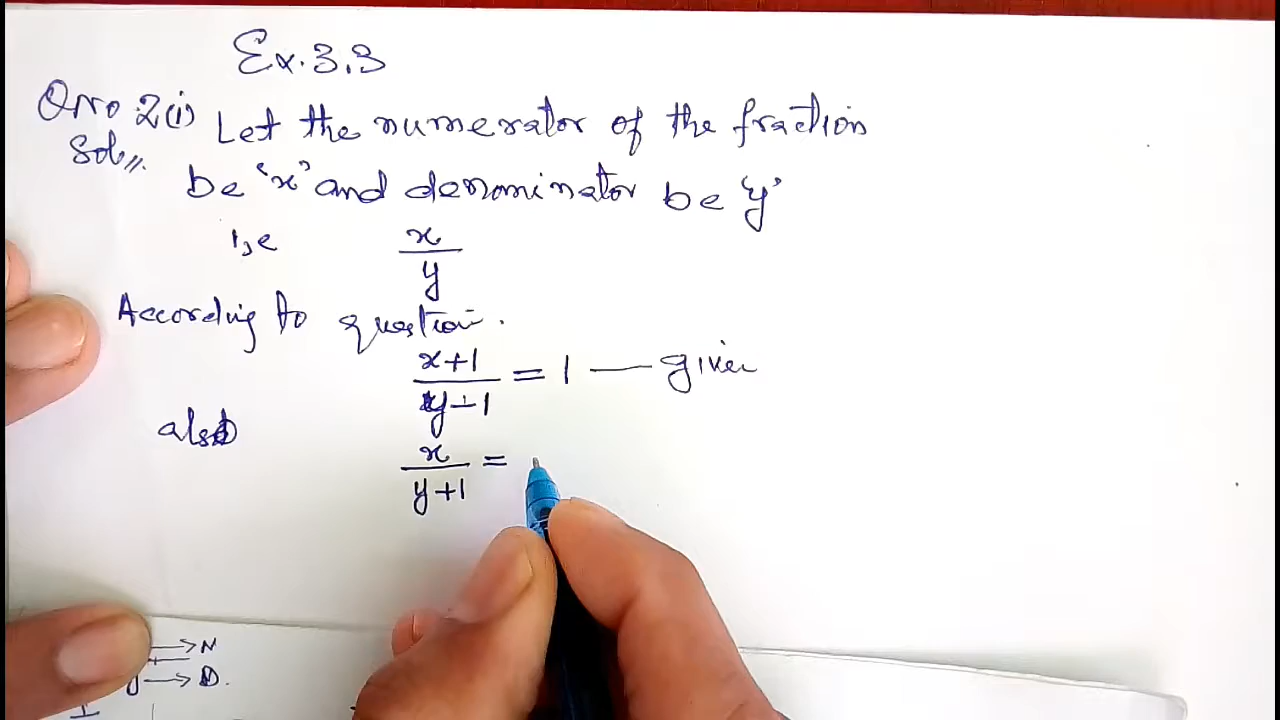 Ex. 3.3
Q No 2(i) Let the numerator of the fraction
Sol,,.
be 'x' and denominator be 'y'
i,e x/y
According to question.
x+1/y-1 = 1 — given
also
x/y+1 =
→ N
→ D.